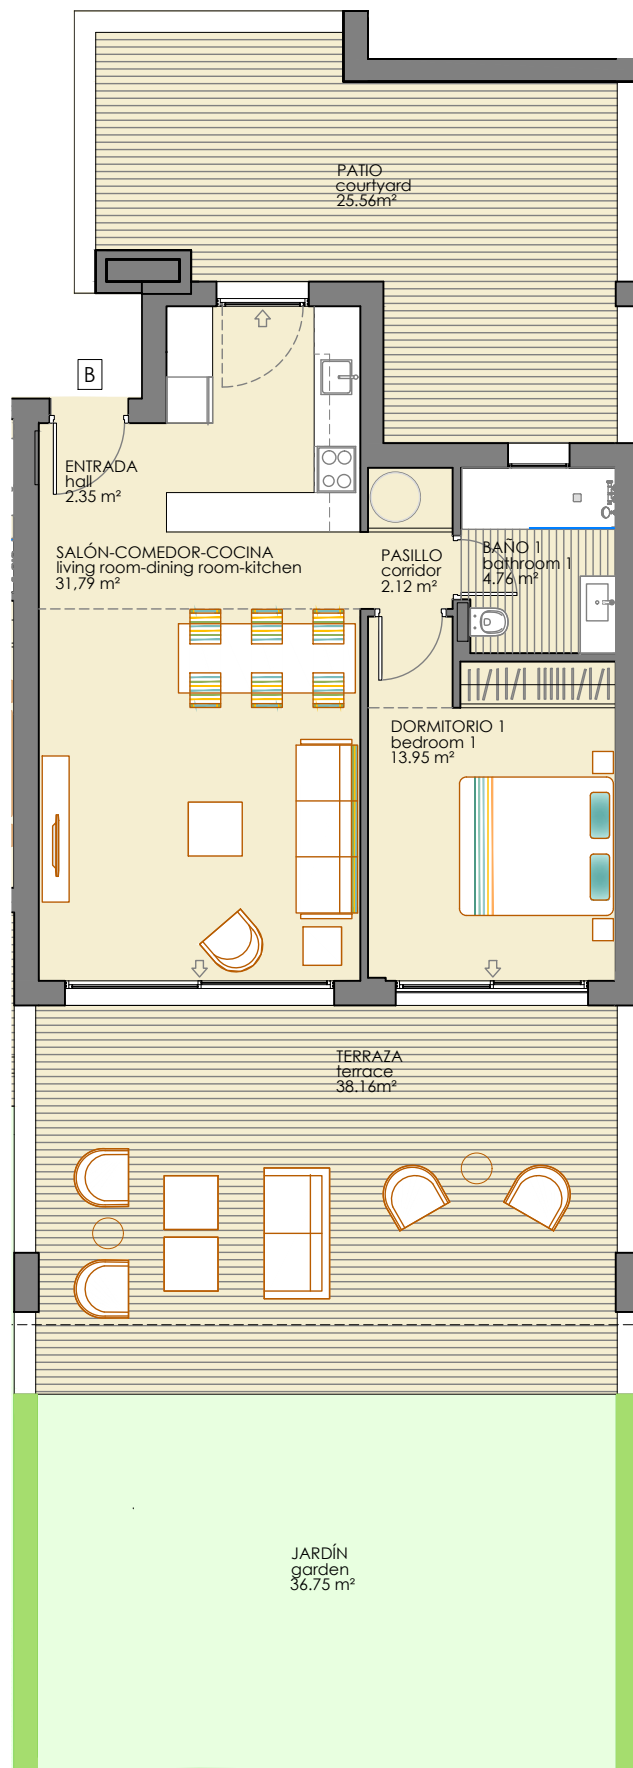 PATIO
courtyard
25.56m²
B
ENTRADA
hall
2.35 m²
SALÓN-COMEDOR-COCINA
living room-dining room-kitchen
31,79 m²
PASILLO
corridor
2.12 m²
BAÑO 1
bathroom 1
4.76 m²
DORMITORIO 1
bedroom 1
13.95 m²
TERRAZA
terrace
38.16m²
JARDÍN
garden
36.75 m²